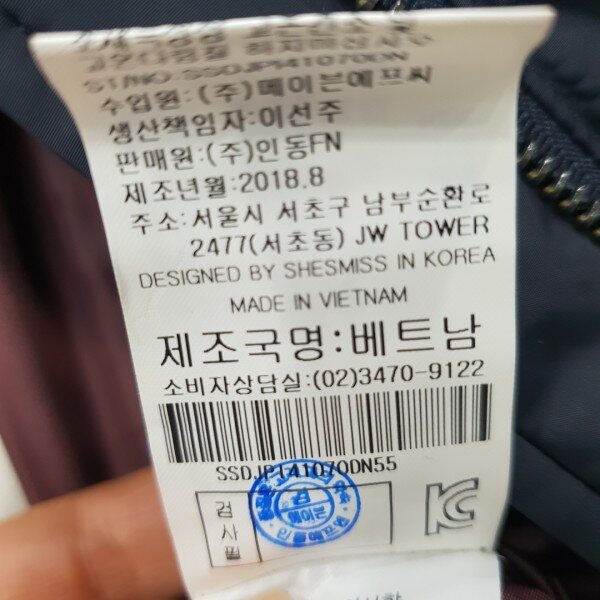 ST/NO:SSDJPI41070DN
수입원:(주)메이븐에프씨
생산책임자:이선주
판매원:(주)인동FN
제조년월:2018.8
주소:서울시 서초구 남부순환로
2477(서초동) JW TOWER
DESIGNED BY SHESMISS IN KOREA
MADE IN VIETNAM
제조국명:베트남
소비자상담실:(02)3470-9122
SSDJPI41070DN55
검사필